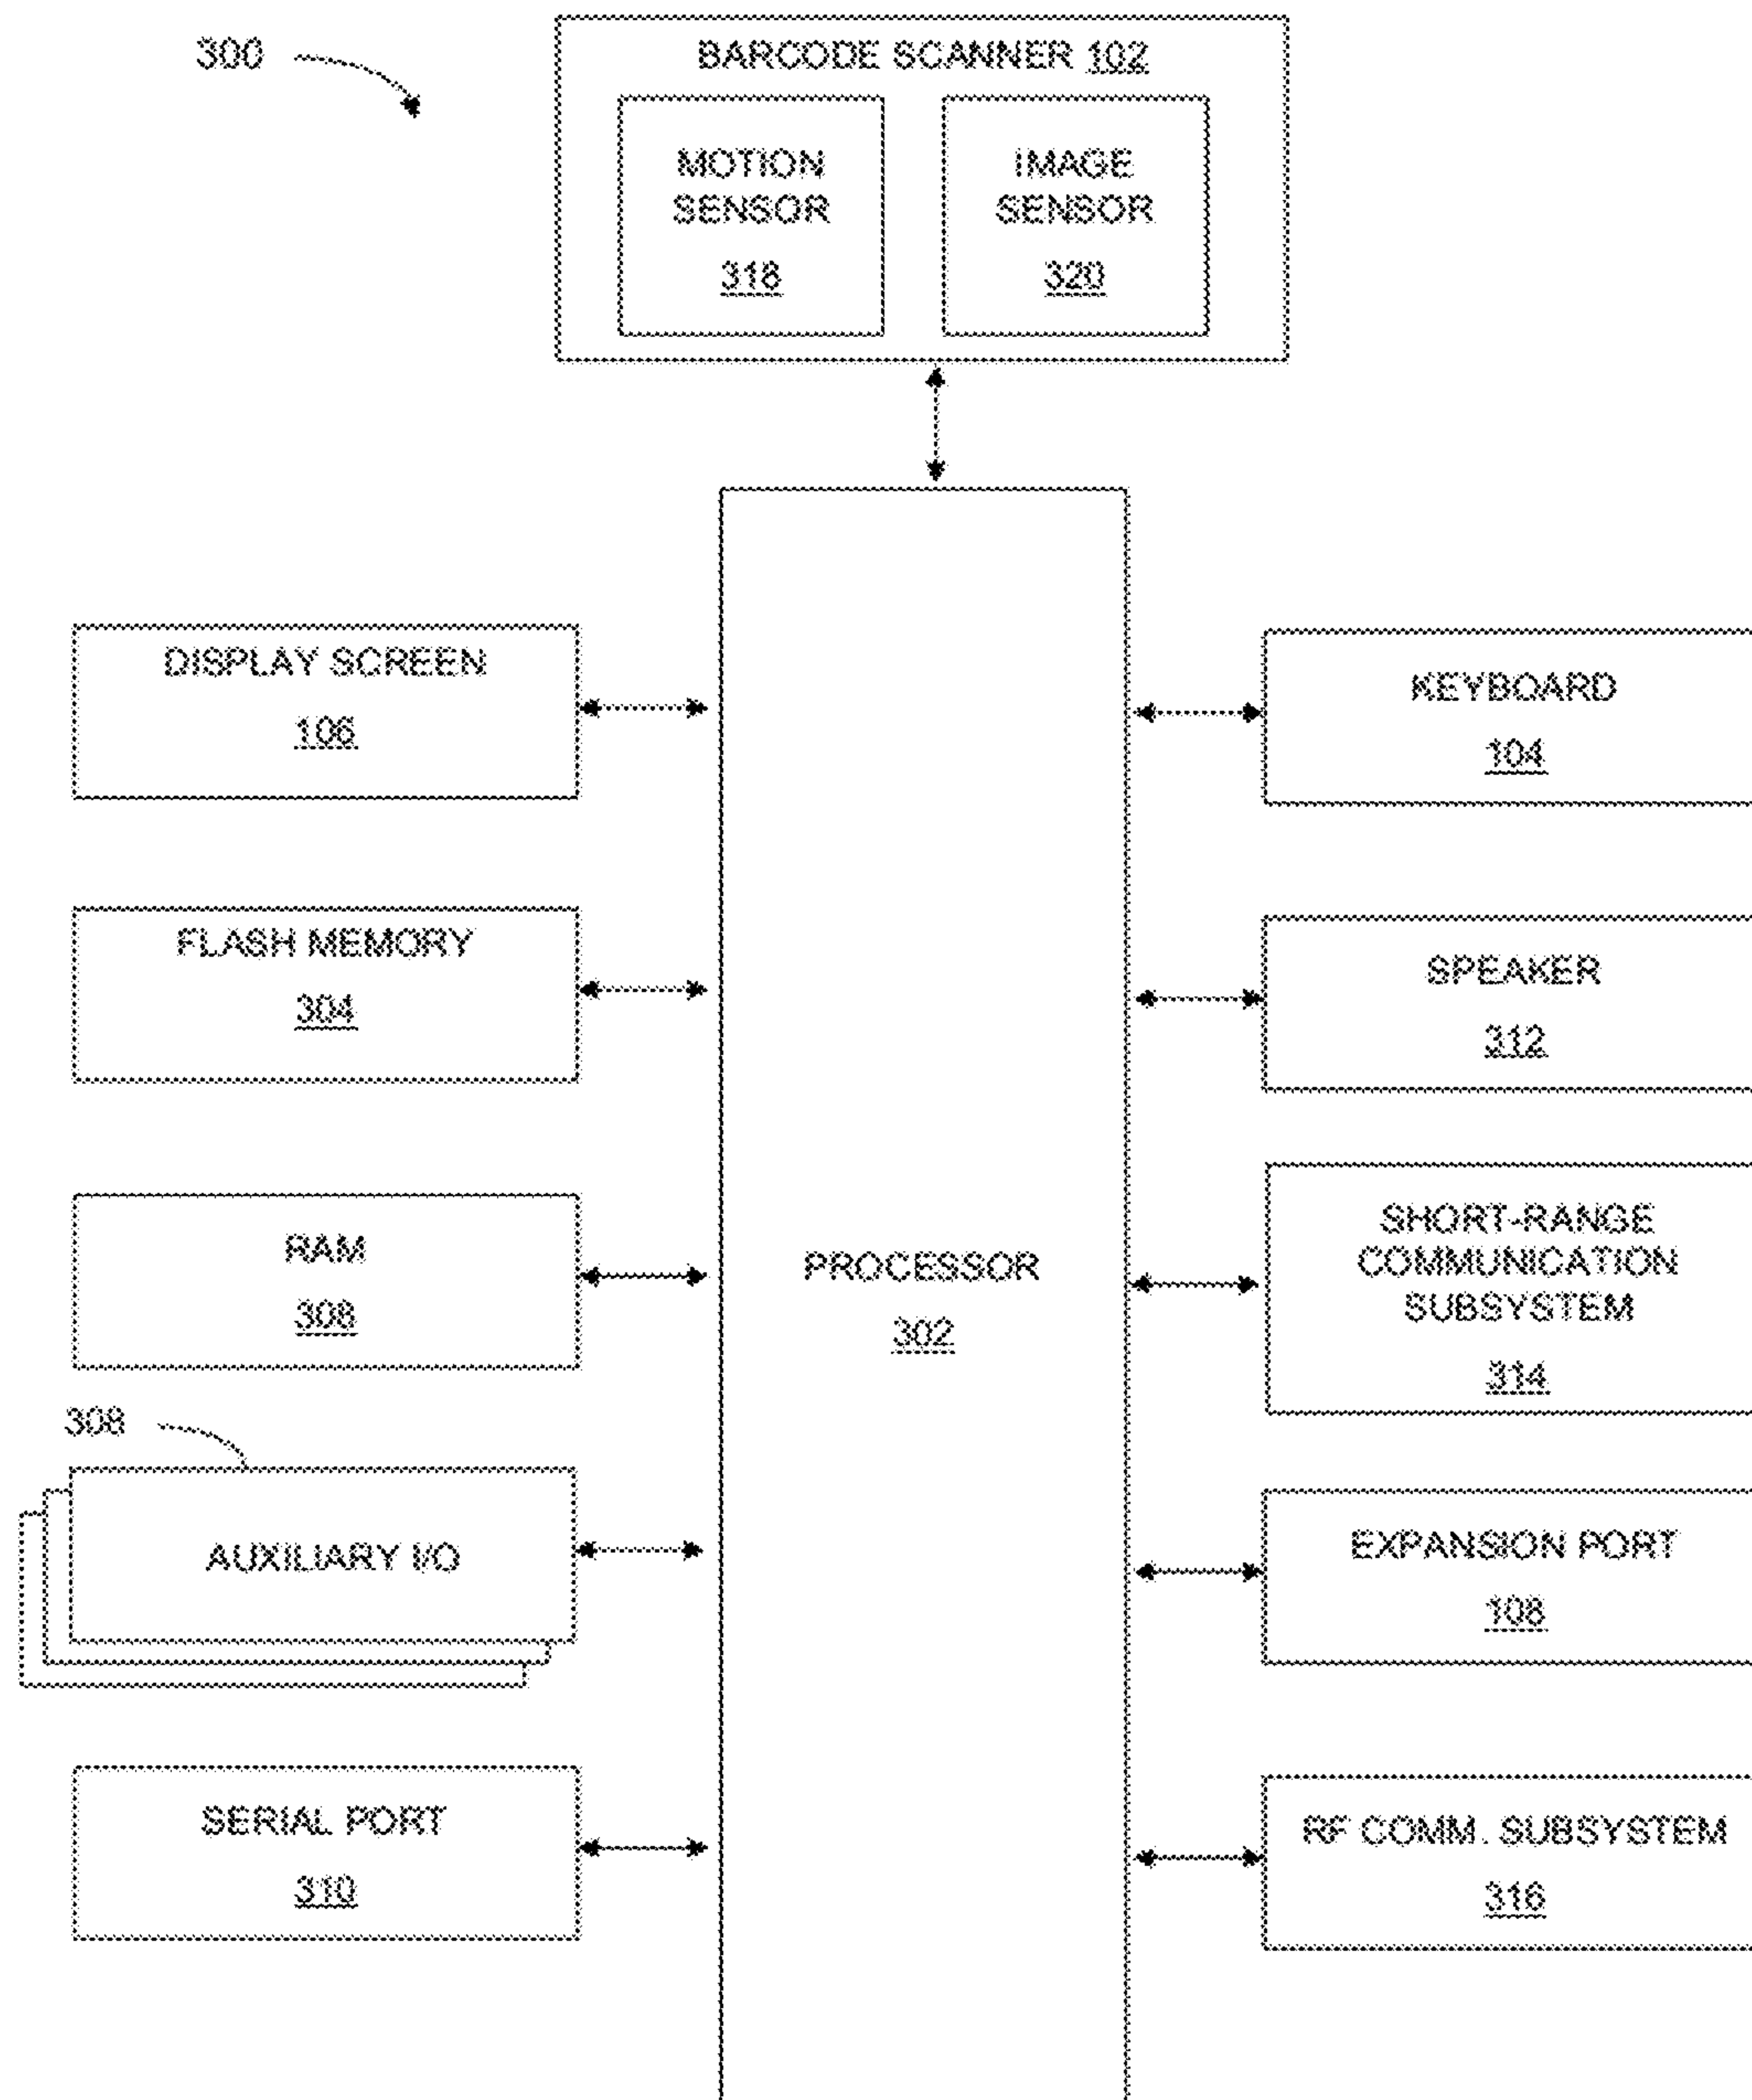 300
BARCODE SCANNER 102
MOTION
SENSOR
318
IMAGE
SENSOR
320
DISPLAY SCREEN
106
KEYBOARD
104
FLASH MEMORY
304
SPEAKER
312
RAM
308
PROCESSOR
302
SHORT-RANGE
COMMUNICATION
SUBSYSTEM
314
308
AUXILIARY I/O
EXPANSION PORT
108
SERIAL PORT
310
RF COMM. SUBSYSTEM
316